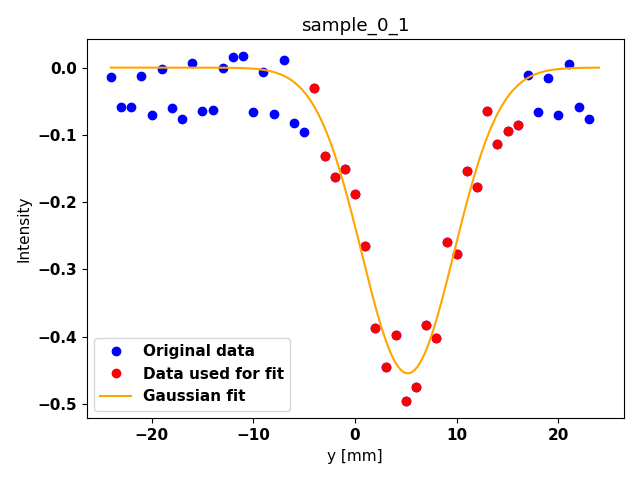 sample_0_1
0.0
−0.1
−0.2
−0.3
−0.4
−0.5
Intensity
Original data
Data used for fit
Gaussian fit
−20
−10
0
10
20
y [mm]